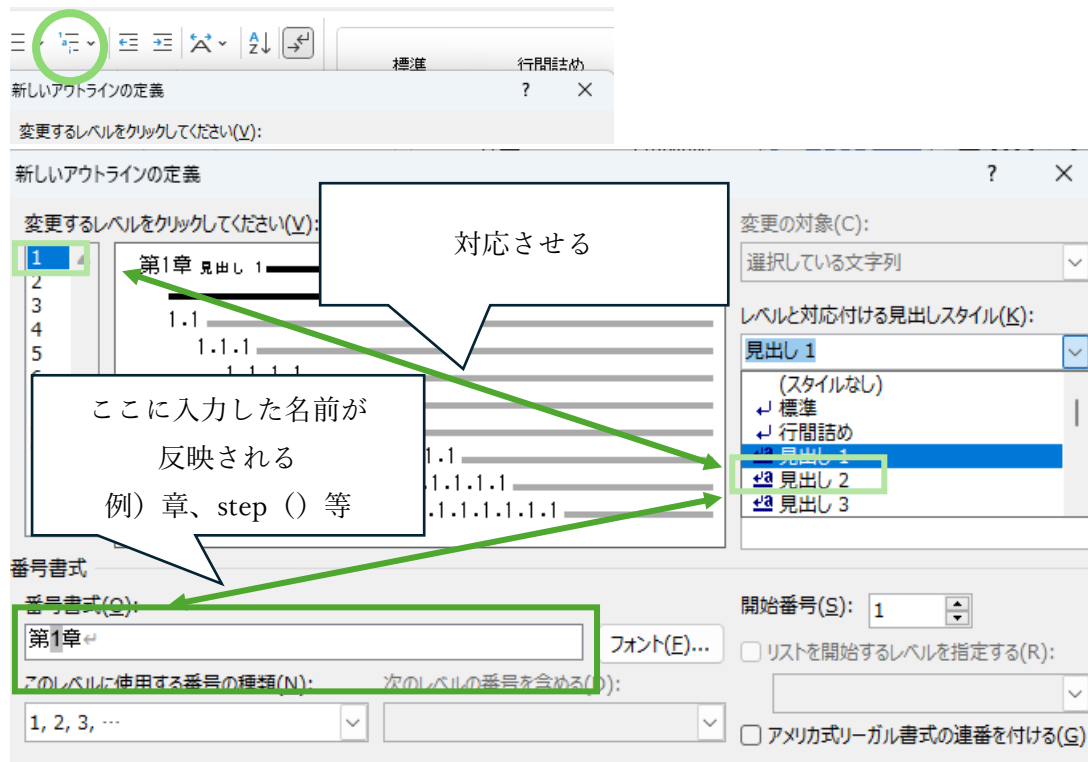 標準 行間詰め
新しいアウトラインの定義 ? ×
変更するレベルをクリックしてください(V):
新しいアウトラインの定義 ? ×
変更するレベルをクリックしてください(V):
対応させる
変更の対象(C):
選択している文字列
1
2
3
4
5
第1章 見出し 1
1.1
1.1.1
レベルと対応付ける見出しスタイル(K):
見出し 1
(スタイルなし)
標準
行間詰め
見出し 1
見出し 2
見出し 3
ここに入力した名前が
反映される
例）章、step（）等
1.1
.1.1.1
.1.1.1.1.1
番号書式
番号書式(O):
第1章
フォント(F)...
開始番号(S): 1
リストを開始するレベルを指定する(R):
このレベルに使用する番号の種類(N):
次のレベルの番号を含める(D):
1, 2, 3, …
アメリカ式リーガル書式の連番を付ける(G)